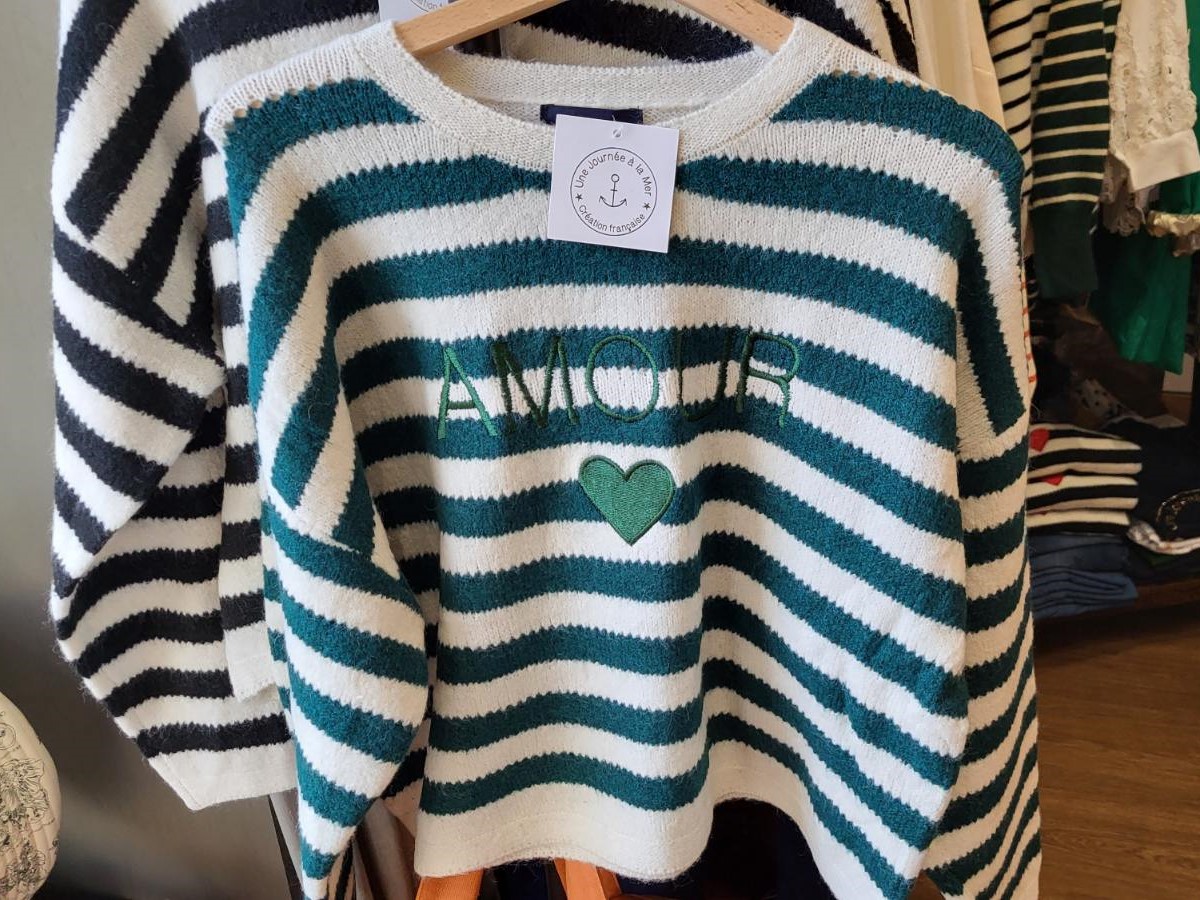 Une Journée à la Mer
★ Création française ★
AMOUR